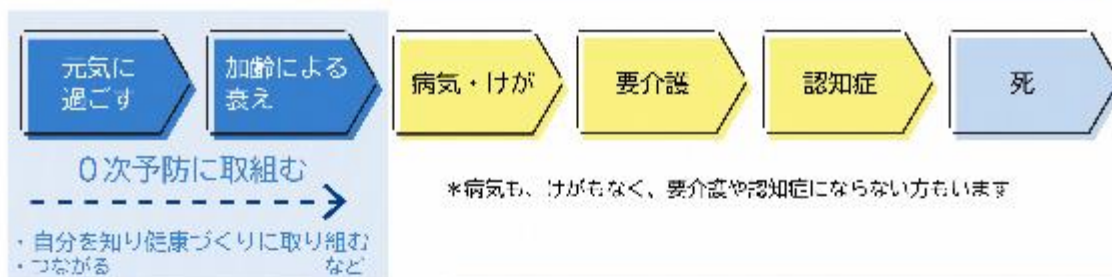 元気に
過ごす
加齢による
衰え
病気・けが
要介護
認知症
死
0次予防に取組む
*病気も、けがもなく、要介護や認知症にならない方もいます
・自分を知り健康づくりに取り組む
・つながる など